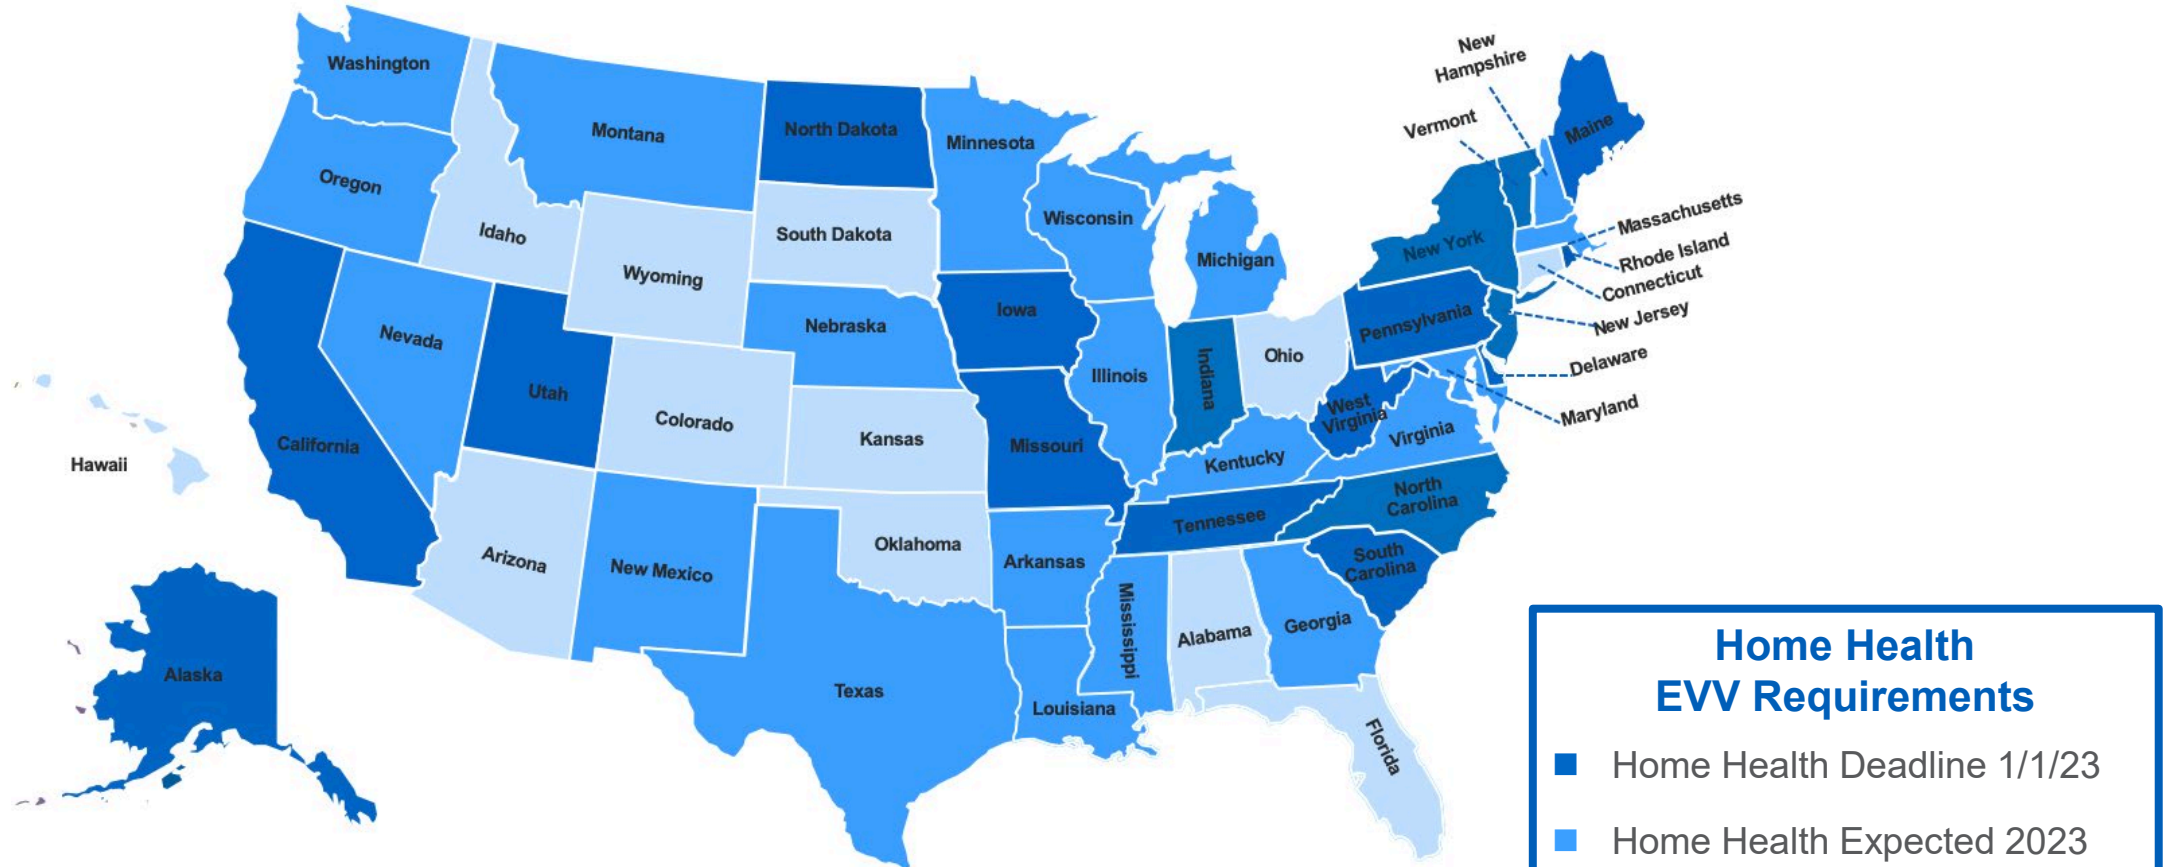 New
Hampshire
Washington
Vermont
Maine
Montana
North Dakota
Minnesota
Oregon
Massachusetts
Wisconsin
Idaho
South Dakota
New York
Rhode Island
Michigan
Connecticut
Wyoming
Iowa
New Jersey
Nebraska
Pennsylvania
Nevada
Ohio
Delaware
Illinois
Indiana
Utah
West
Virginia
Maryland
Colorado
Kansas
Virginia
California
Missouri
Hawaii
Kentucky
North
Carolina
Tennessee
Oklahoma
Arizona
New Mexico
Arkansas
South
Carolina
Mississippi
Alabama
Georgia
Alaska
Texas
Louisiana
Florida
Home Health
EVV Requirements
Home Health Deadline 1/1/23
Home Health Expected 2023